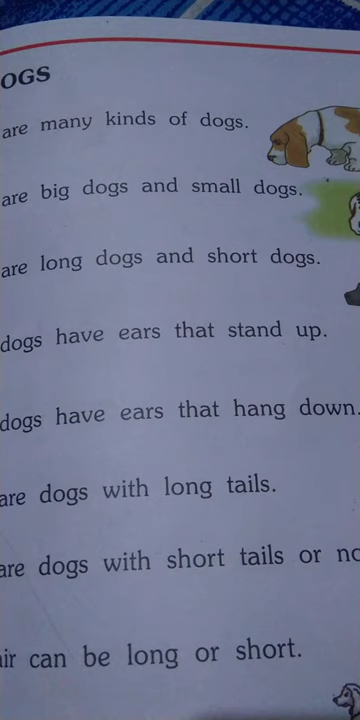 OGS
are many kinds of dogs.
are big dogs and small dogs.
are long dogs and short dogs.
dogs have ears that stand up.
dogs have ears that hang down.
are dogs with long tails.
are dogs with short tails or no
air can be long or short.